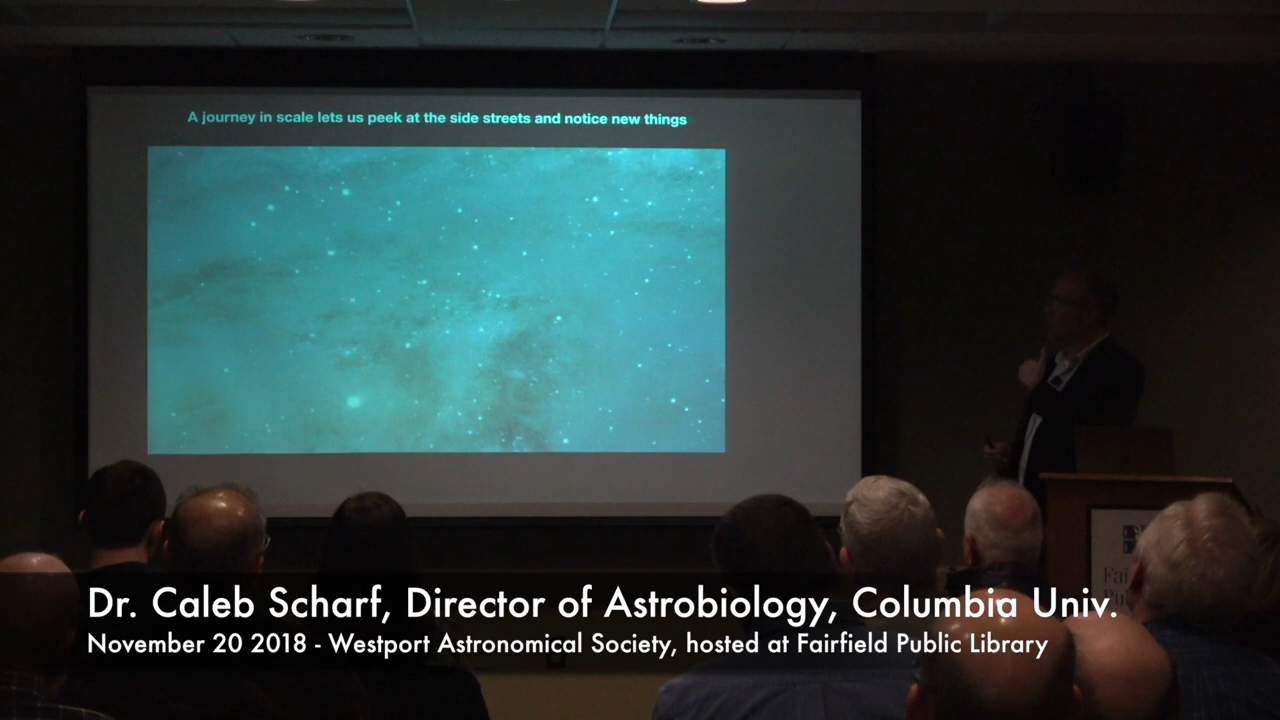 A journey in scale lets us peek at the side streets and notice new things
Dr. Caleb Scharf, Director of Astrobiology, Columbia Univ.
November 20 2018 - Westport Astronomical Society, hosted at Fairfield Public Library